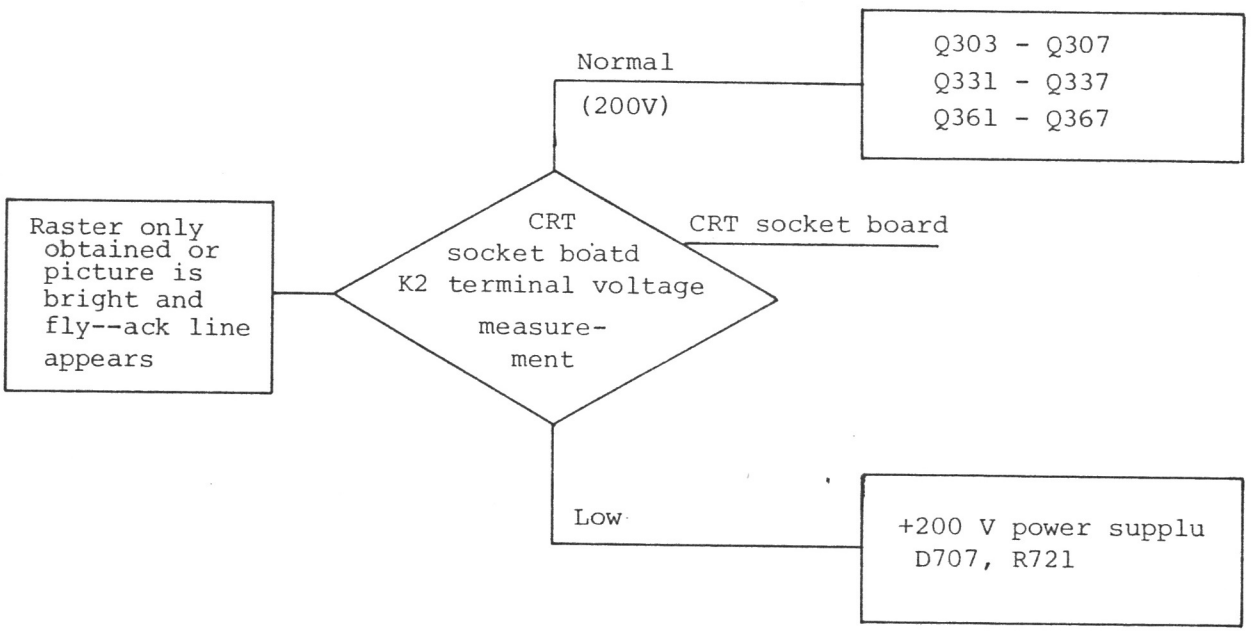 Raster only
obtained or
picture is
bright and
fly--ack line
appears
CRT
socket boatd
K2 terminal voltage
measure-
ment
CRT socket board
Normal
(200V)
Q303 - Q307
Q331 - Q337
Q361 - Q367
Low
+200 V power supplu
D707, R721